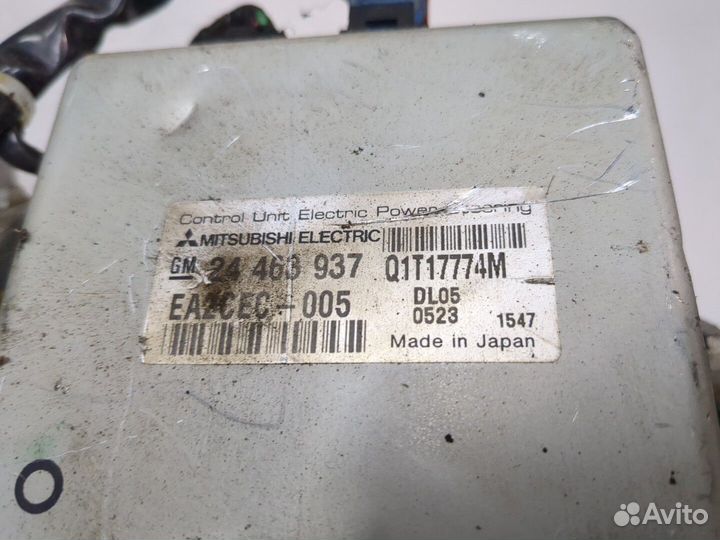 Control Unit Electric Power Steering
MITSUBISHI ELECTRIC
GM 24 463 937 Q1T17774M
EA2CEC-005 DL05
0523 1547
Made in Japan
Avito